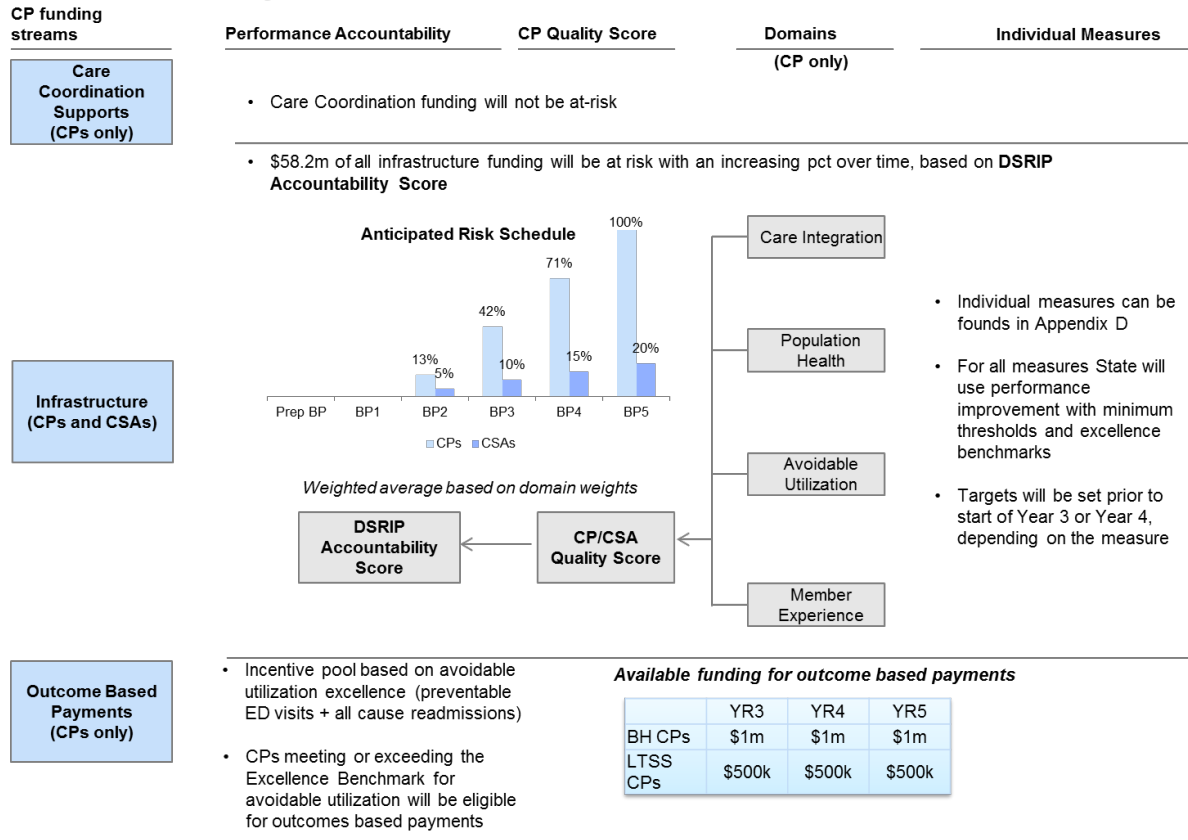 CP funding
streams
Performance Accountability
CP Quality Score
Domains
(CP only)
Individual Measures
Care
Coordination
Supports
(CPs only)
• Care Coordination funding will not be at-risk
• $58.2m of all infrastructure funding will be at risk with an increasing pct over time, based on DSRIP
Accountability Score
Infrastructure
(CPs and CSAs)
Anticipated Risk Schedule
13%
5%
42%
10%
71%
15%
100%
20%
Prep BP
BP1
BP2
BP3
BP4
BP5
CPs
CSAs
Weighted average based on domain weights
DSRIP
Accountability
Score
CP/CSA
Quality Score
Care Integration
Population
Health
Avoidable
Utilization
Member
Experience
• Individual measures can be
founds in Appendix D
• For all measures State will
use performance
improvement with minimum
thresholds and excellence
benchmarks
• Targets will be set prior to
start of Year 3 or Year 4,
depending on the measure
Outcome Based
Payments
(CPs only)
• Incentive pool based on avoidable
utilization excellence (preventable
ED visits + all cause readmissions)
• CPs meeting or exceeding the
Excellence Benchmark for
avoidable utilization will be eligible
for outcomes based payments
Available funding for outcome based payments
YR3 YR4 YR5
BH CPs $1m $1m $1m
LTSS
CPs $500k $500k $500k